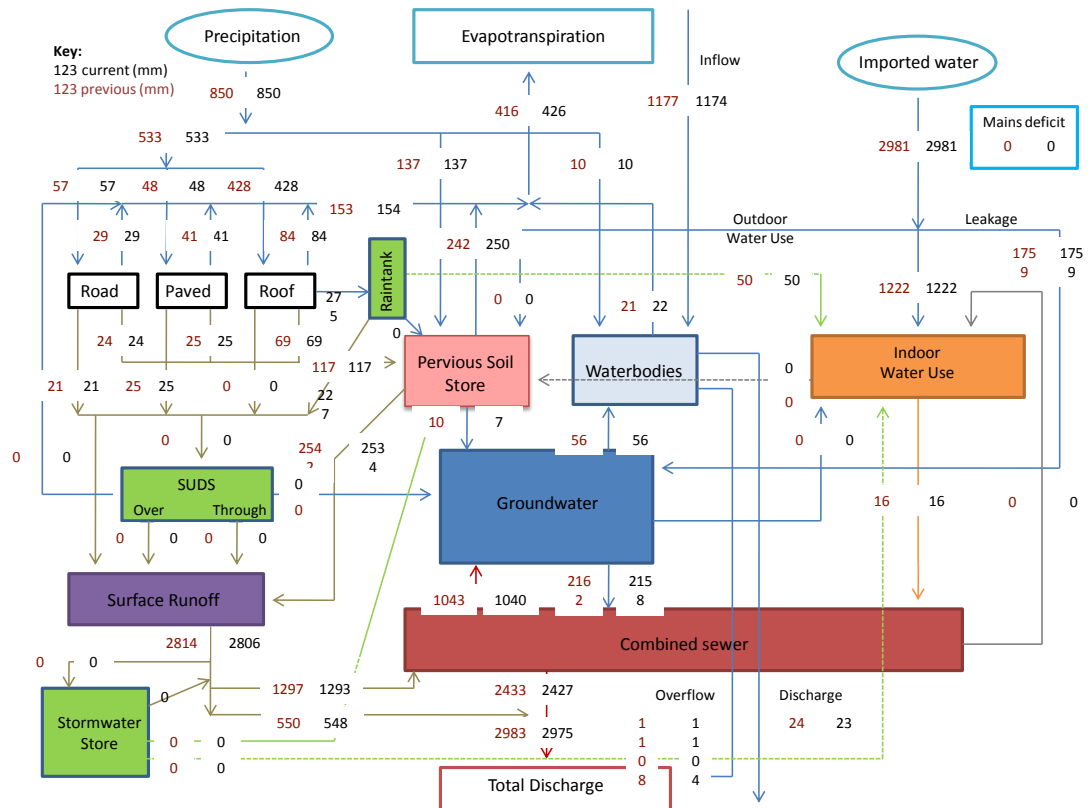 Precipitation
Evapotranspiration
Inflow
Imported water
Key:
123 current (mm)
123 previous (mm)
850 850
416 426
1177 1174
Mains deficit
0 0
533 533
137 137
10 10
2981 2981
57 57 48 48 428 428
153 154
Outdoor
Water Use
Leakage
29 29 41 41 84 84
242 250
175
9
175
9
50 50
Road
Paved
Roof
27
5
Raintank
0 0
21 22
1222 1222
24 24 25 25 69 69
0
117 117
Pervious Soil
Store
Waterbodies
0
0
Indoor
Water Use
21 21 25 25 0 0
22
7
10 7
0 0
254
2
253
4
56 56
0 0
0 0
SUDS
Over Through
0
0
Groundwater
16 16
0 0
0 0 0 0
Surface Runoff
1043 1040
216
2
215
8
2814 2806
Combined sewer
0 0
0
1297 1293
2433 2427
Overflow
Discharge
Stormwater
Store
550 548
2983 2975
1
1
0
8
1
1
0
4
24 23
0 0
0 0
Total Discharge